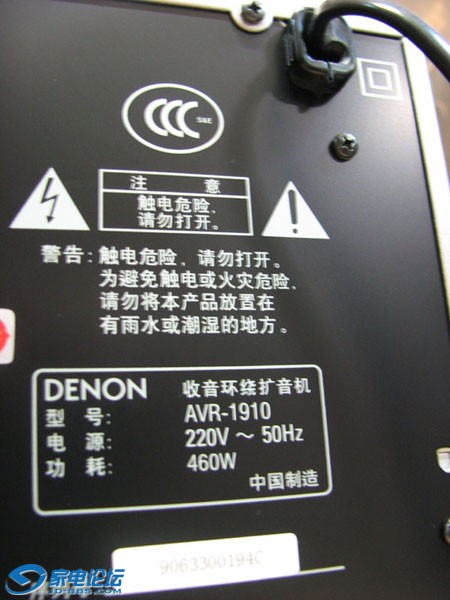 CCC
S&E
注 意
触电危险,
请勿打开。
警告: 触电危险, 请勿打开。
为避免触电或火灾危险,
请勿将本产品放置在
有雨水或潮湿的地方。
DENON 收音环绕扩音机
型 号: AVR-1910
电 源: 220V ～ 50Hz
功 耗: 460W
中国制造
9063300194C
家电论坛
JD-BBS.COM